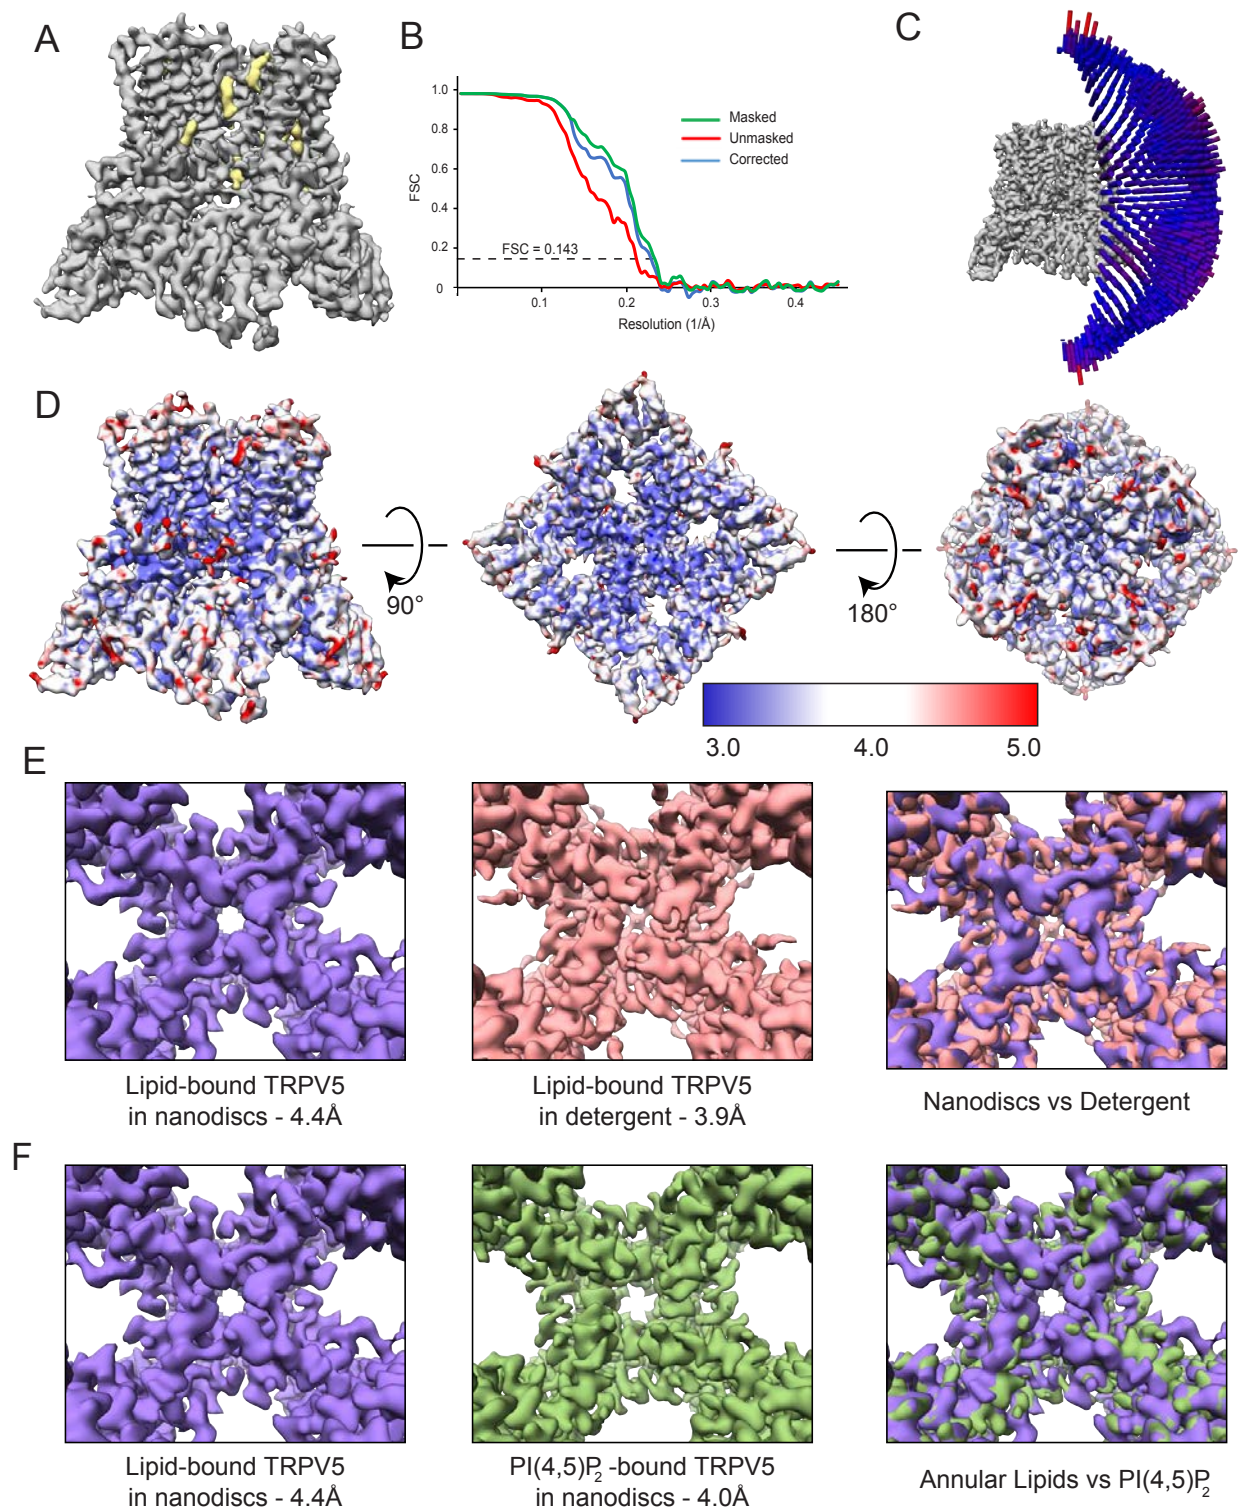 A
B
C
1.0
0.8
0.6
0.4
0.2
0
FSC
FSC = 0.143
Masked
Unmasked
Corrected
0.1
0.2
0.3
0.4
Resolution (1/Å)
D
90°
180°
3.0
4.0
5.0
E
Lipid-bound TRPV5
in nanodiscs - 4.4Å
Lipid-bound TRPV5
in detergent - 3.9Å
Nanodiscs vs Detergent
F
Lipid-bound TRPV5
in nanodiscs - 4.4Å
PI(4,5)P₂ -bound TRPV5
in nanodiscs - 4.0Å
Annular Lipids vs PI(4,5)P₂